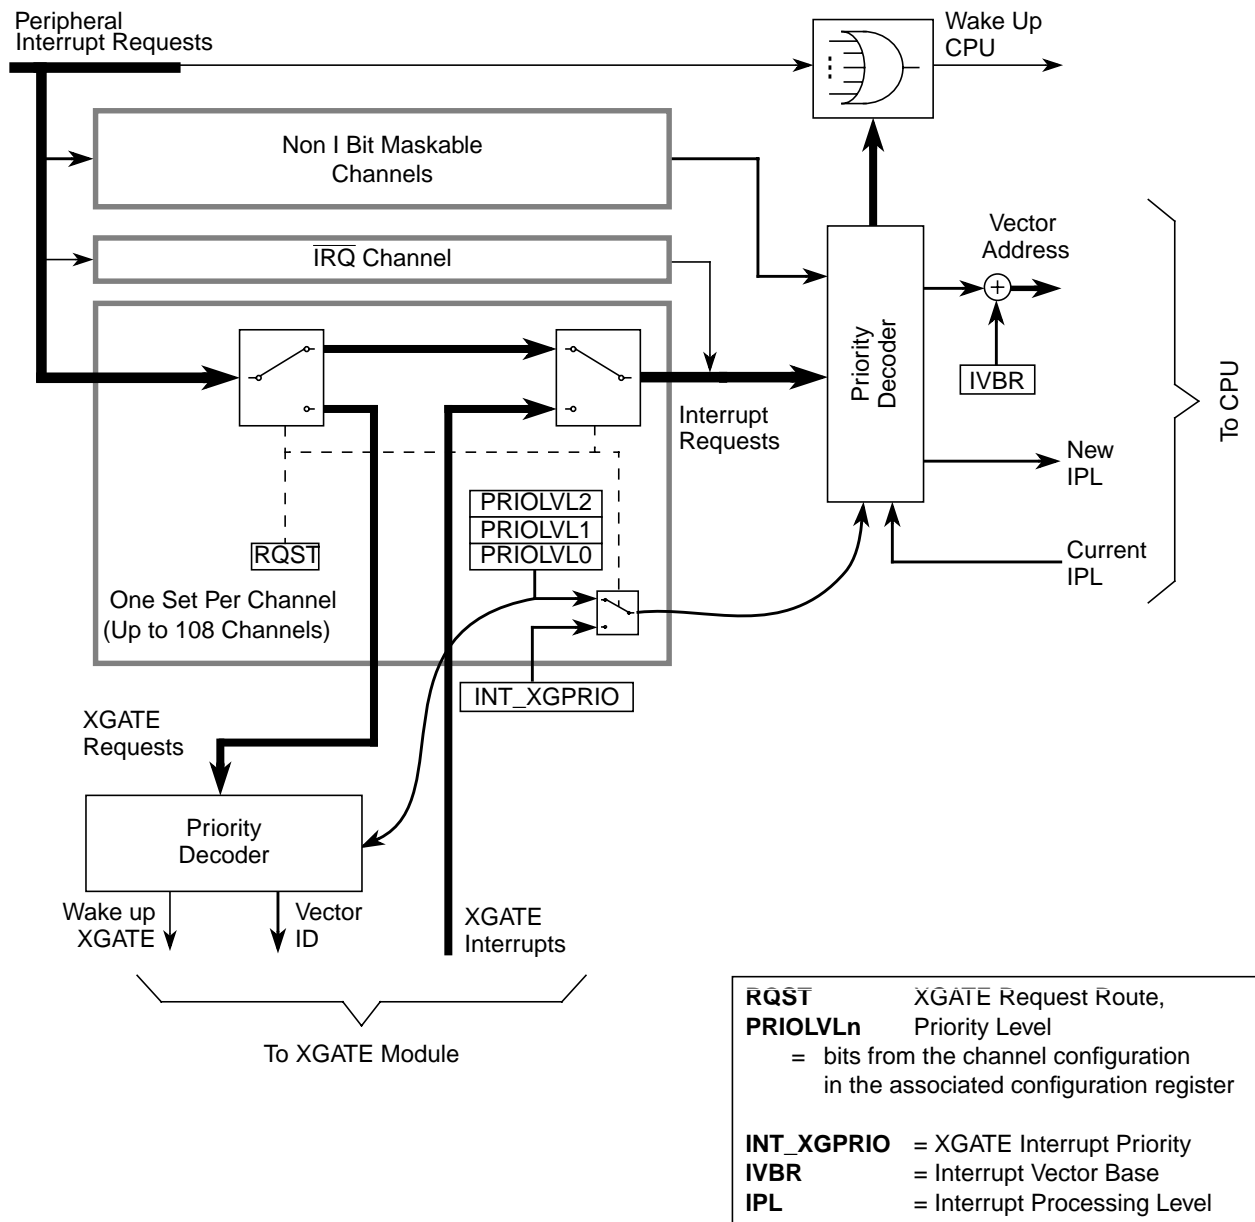 Peripheral
Interrupt Requests
Wake Up
CPU
Non I Bit Maskable
Channels
IRQ Channel
Vector
Address
Priority
Decoder
IVBR
To CPU
Interrupt
Requests
New
IPL
PRIOLVL2
PRIOLVL1
PRIOLVL0
RQST
Current
IPL
One Set Per Channel
(Up to 108 Channels)
INT_XGPRIO
XGATE
Requests
Priority
Decoder
Wake up
XGATE
Vector
ID
XGATE
Interrupts
To XGATE Module
RQST XGATE Request Route,
PRIOLVLn Priority Level
= bits from the channel configuration
in the associated configuration register
INT_XGPRIO = XGATE Interrupt Priority
IVBR = Interrupt Vector Base
IPL = Interrupt Processing Level